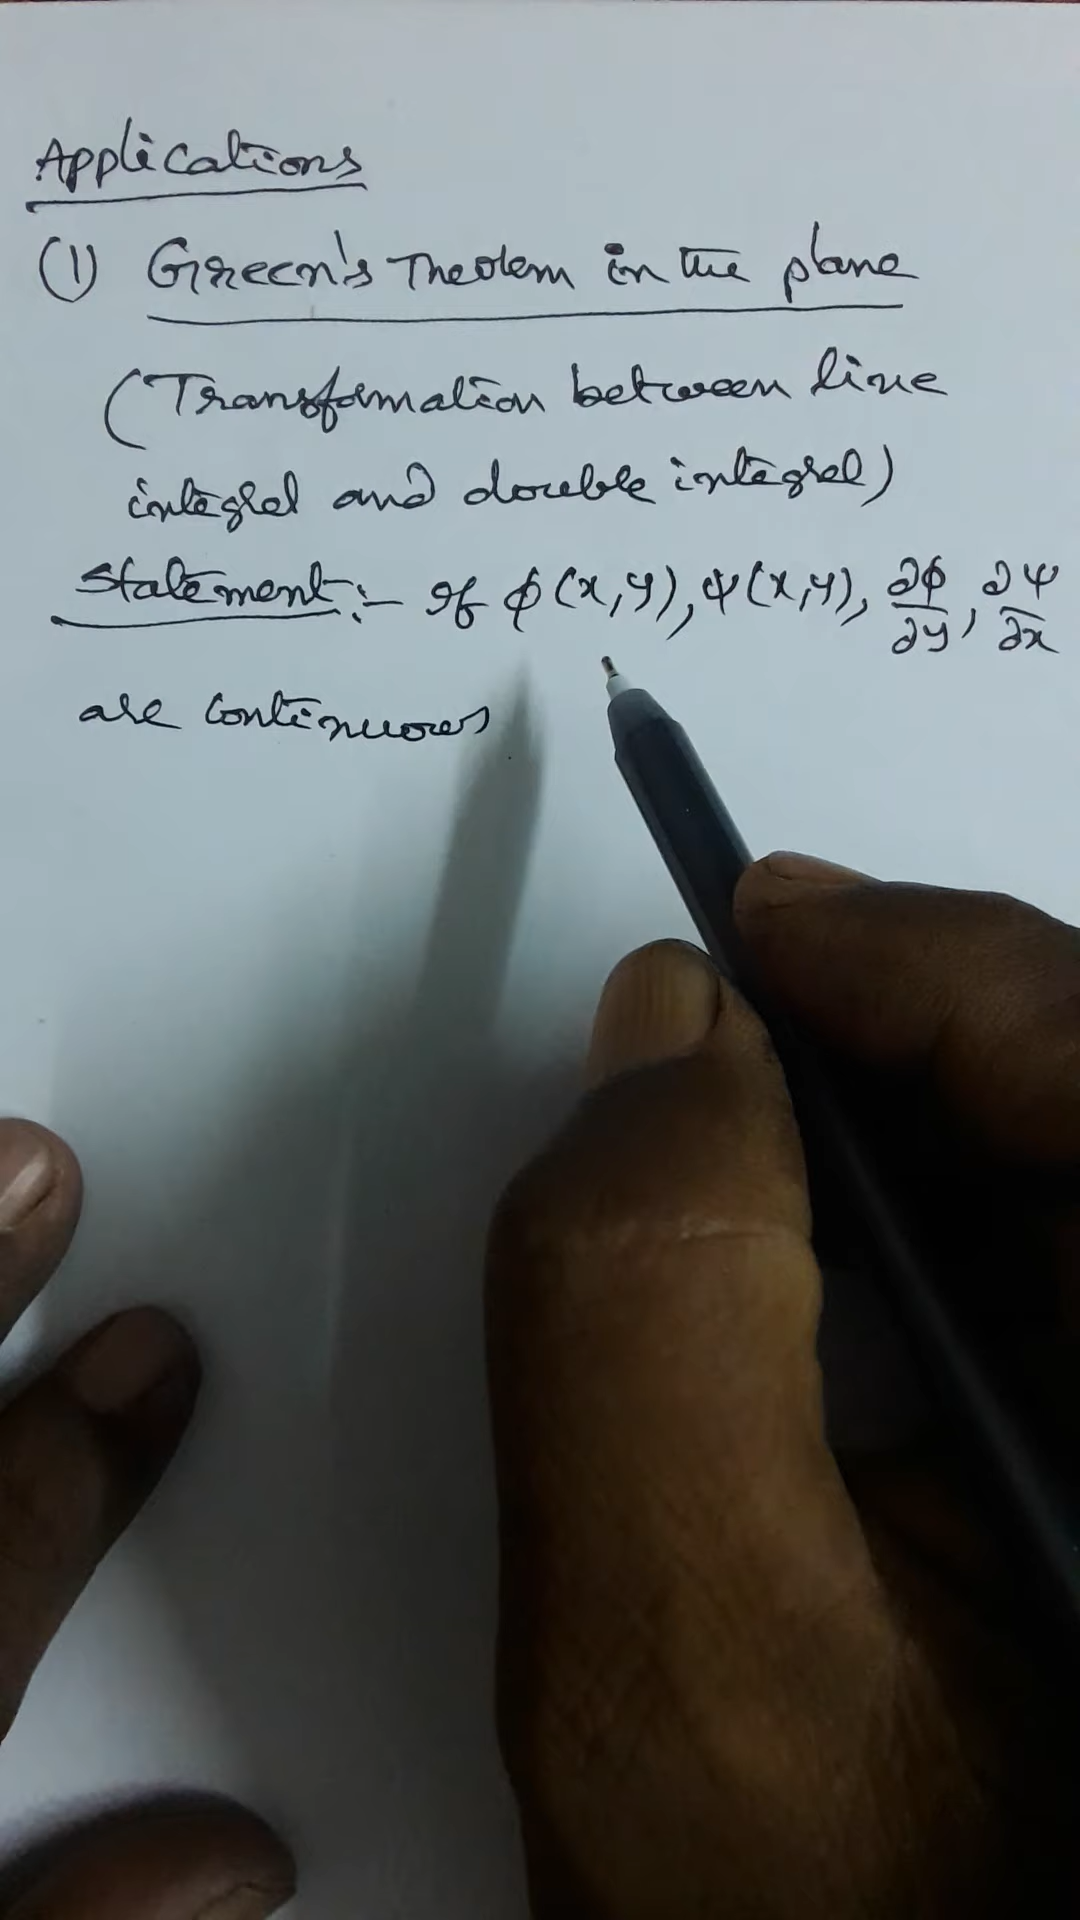 Applications
(1) Green's Theorem in the plane
(Transformation between line
integral and double integral)
Statement :- If ϕ(x,y), ψ(x,y), ∂ϕ/∂y, ∂ψ/∂x
are continuous